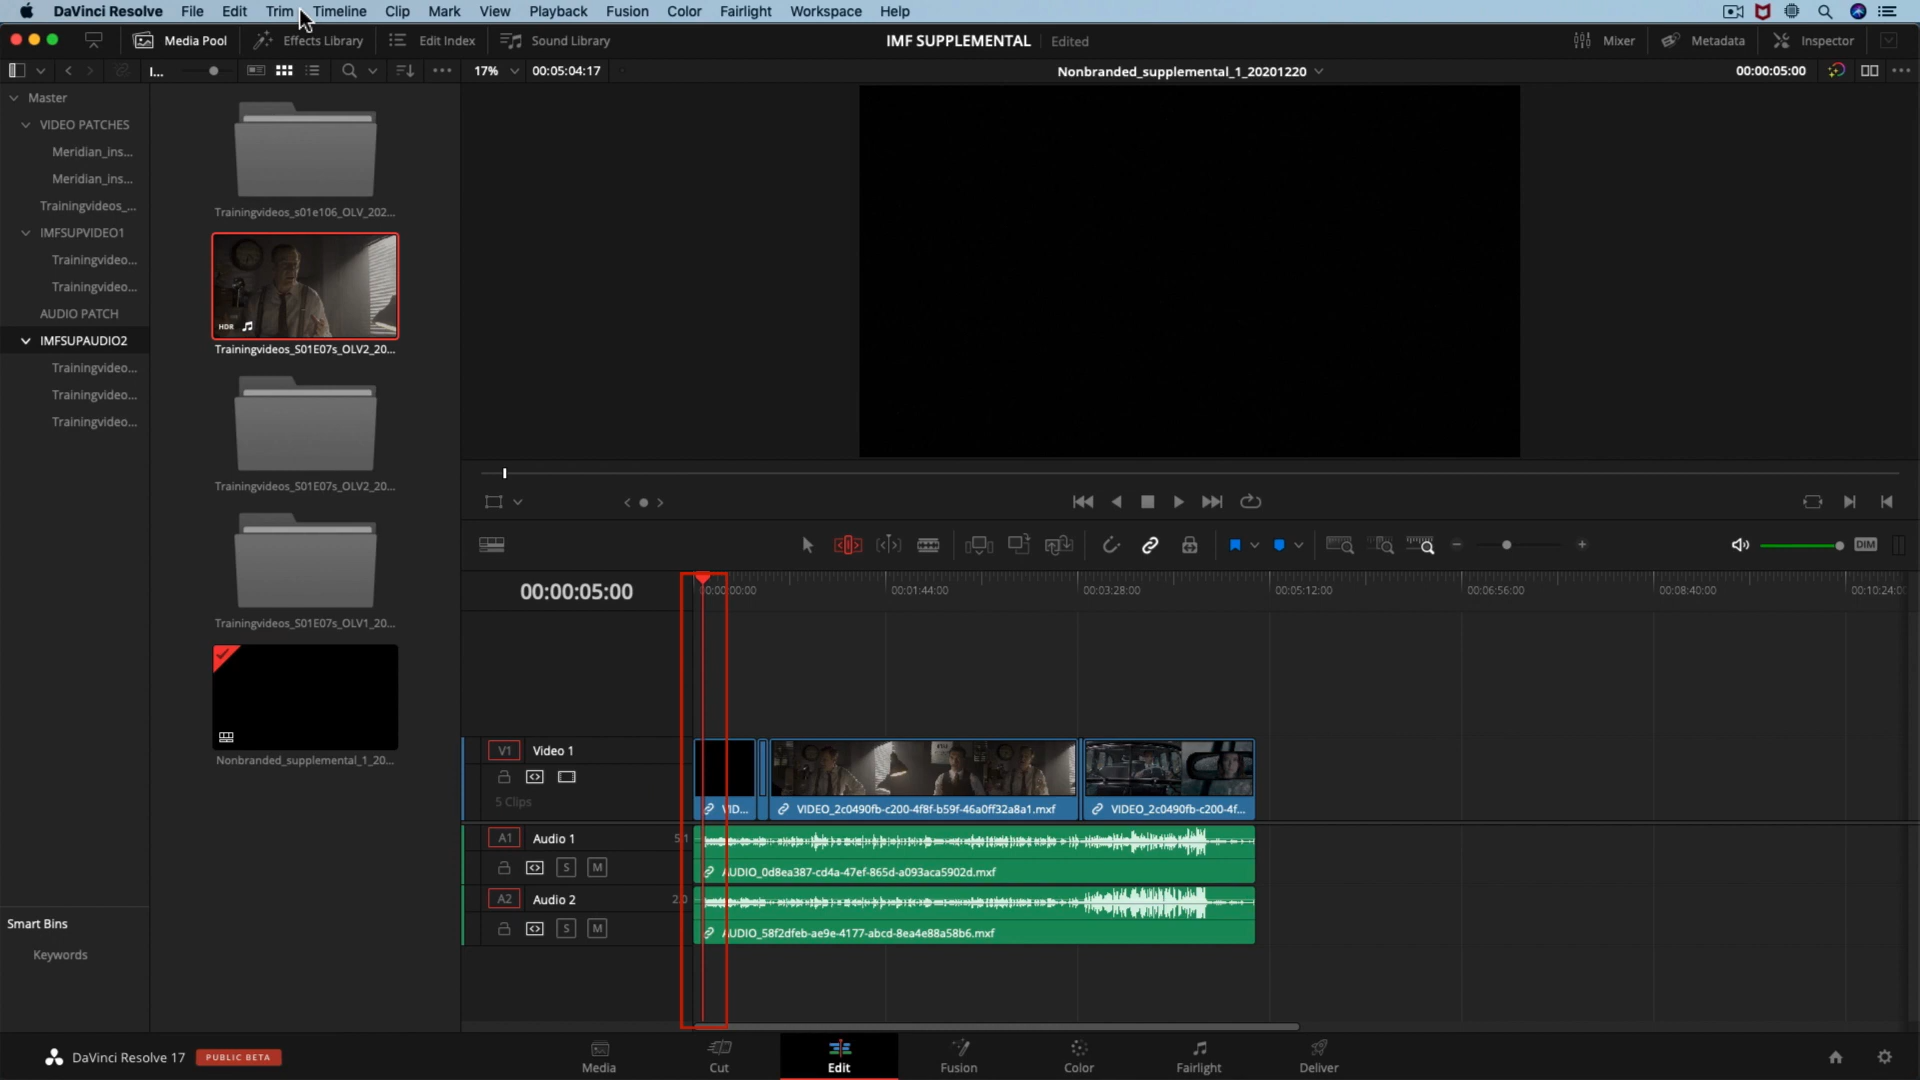 DaVinci Resolve File Edit Trim Timeline Clip Mark View Playback Fusion Color Fairlight Workspace Help
Media Pool Effects Library Edit Index Sound Library IMF SUPPLEMENTAL Edited Mixer Metadata Inspector
I... 17% 00:05:04:17 Nonbranded_supplemental_1_20201220 00:00:05:00
Master
VIDEO PATCHES
Meridian_ins...
Meridian_ins...
Trainingvideos_...
IMFSUPVIDEO1
Trainingvideo...
Trainingvideo...
AUDIO PATCH
IMFSUPAUDIO2
Trainingvideo...
Trainingvideo...
Trainingvideo...
Smart Bins
Keywords
Trainingvideos_s01e106_OLV_202...
HDR
Trainingvideos_S01E07s_OLV2_20...
Trainingvideos_S01E07s_OLV2_20...
Trainingvideos_S01E07s_OLV1_20...
Nonbranded_supplemental_1_20...
DIM
00:00:05:00
00:00:00:00 00:01:44:00 00:03:28:00 00:05:12:00 00:06:56:00 00:08:40:00 00:10:24:0
V1 Video 1
5 Clips
VID... VIDEO_2c0490fb-c200-4f8f-b59f-46a0ff32a8a1.mxf VIDEO_2c0490fb-c200-4f...
A1 Audio 1 5.1
S M
AUDIO_0d8ea387-cd4a-47ef-865d-a093aca5902d.mxf
A2 Audio 2 2.0
S M
AUDIO_58f2dfeb-ae9e-4177-abcd-8ea4e88a58b6.mxf
DaVinci Resolve 17 PUBLIC BETA
Media Cut Edit Fusion Color Fairlight Deliver